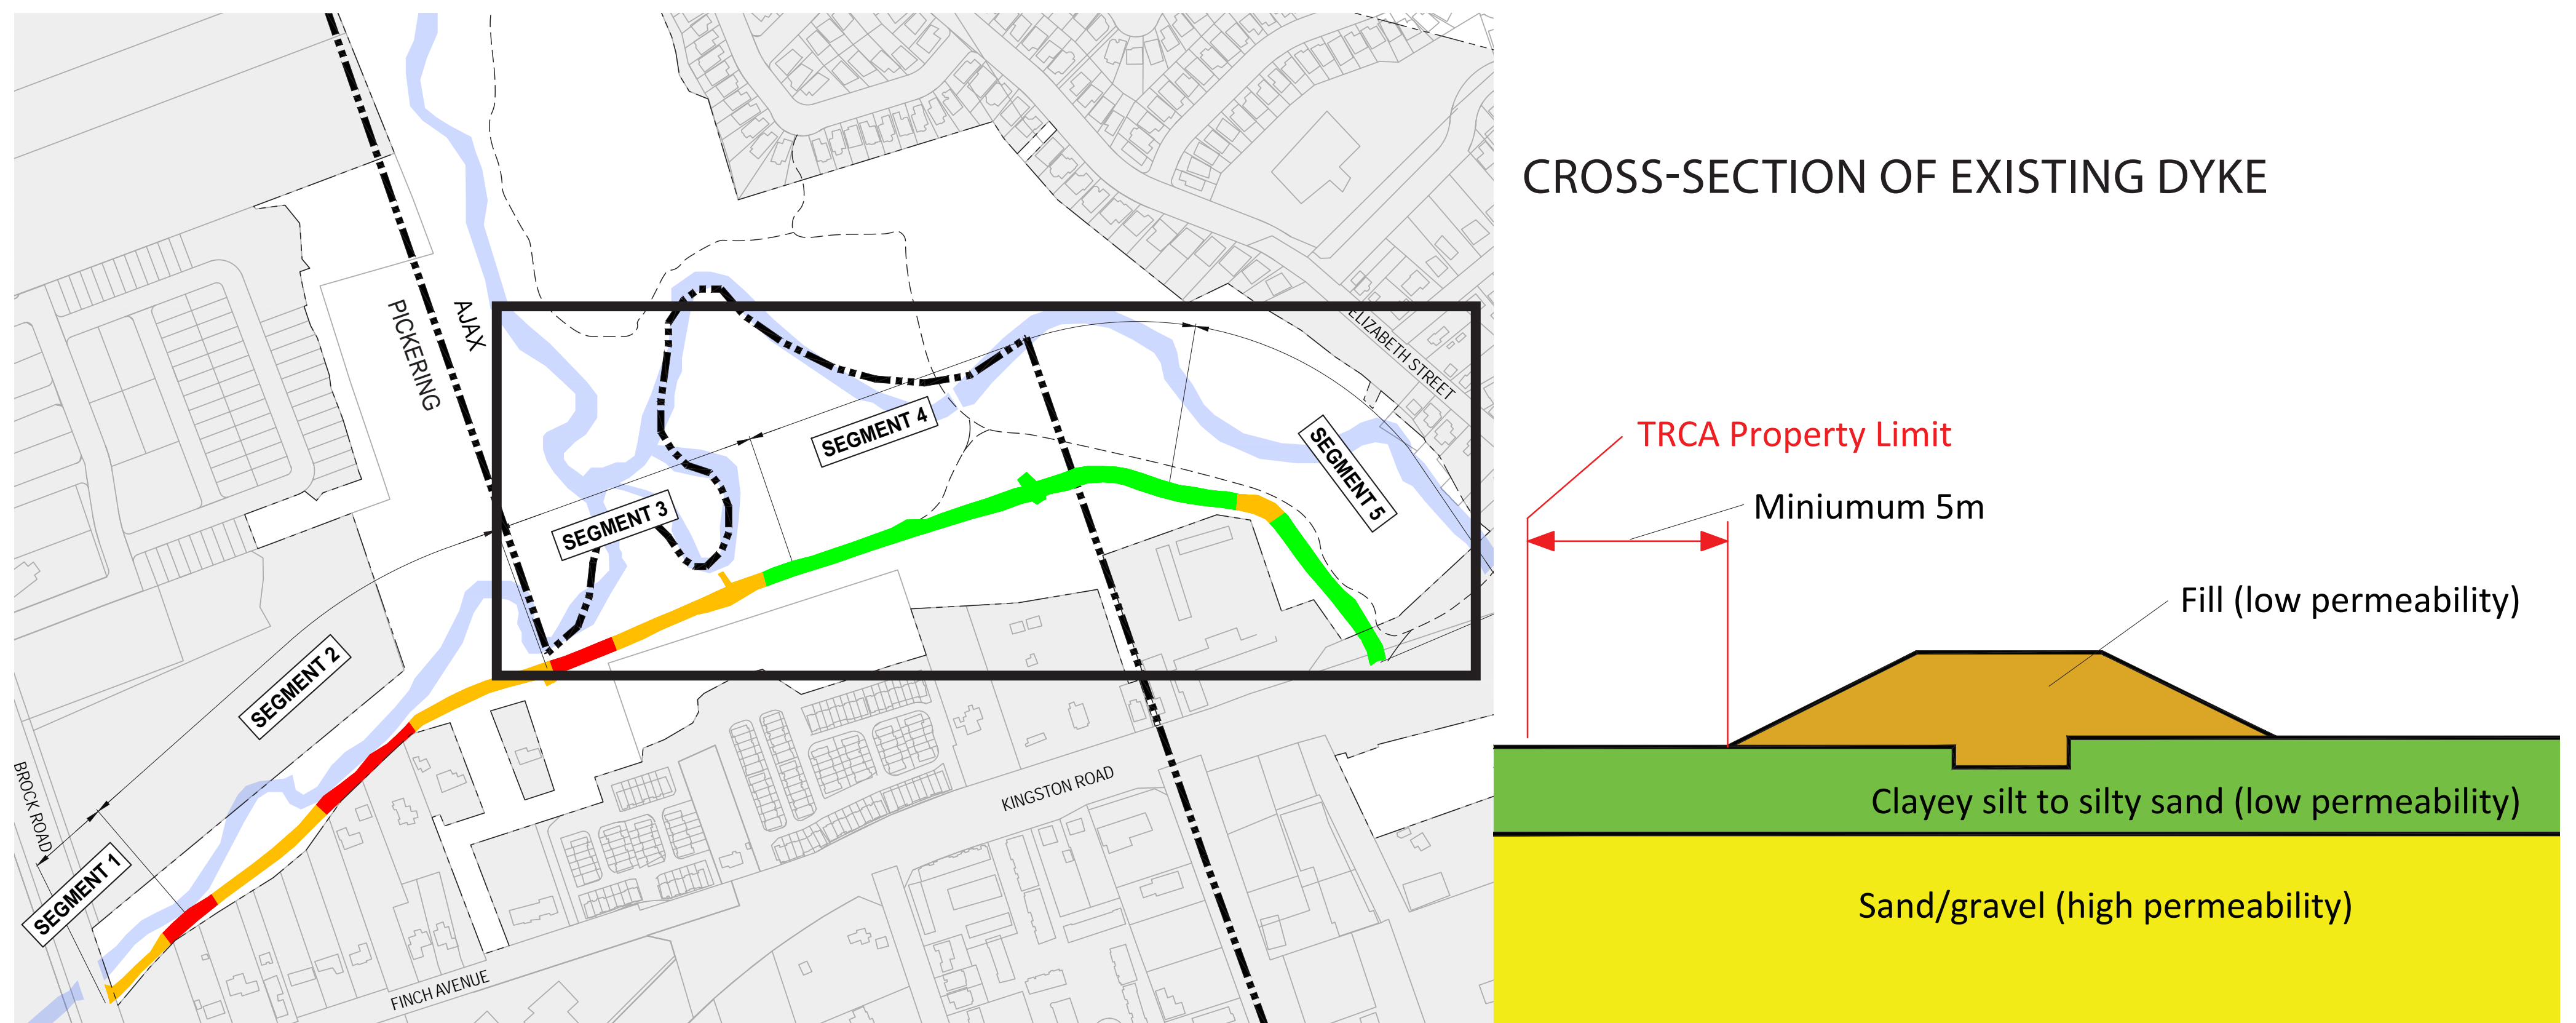 PICKERING
AJAX
SEGMENT 4
SEGMENT 3
ELIZABETH STREET
SEGMENT 5
SEGMENT 2
BROCK ROAD
SEGMENT 1
KINGSTON ROAD
FINCH AVENUE
CROSS-SECTION OF EXISTING DYKE
TRCA Property Limit
Miniumum 5m
Fill (low permeability)
Clayey silt to silty sand (low permeability)
Sand/gravel (high permeability)